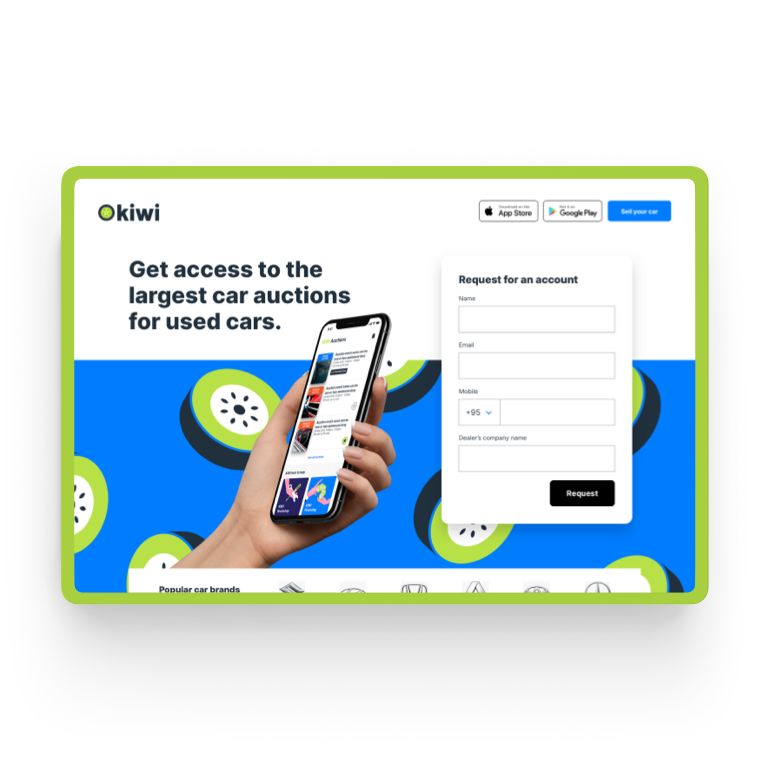 kiwi
Download on the
App Store
Get it on
Google Play
Sell your car
Get access to the
largest car auctions
for used cars.
Request for an account
Name
Email
Mobile
+95
Dealer's company name
Request
Auctions
Popular car brands